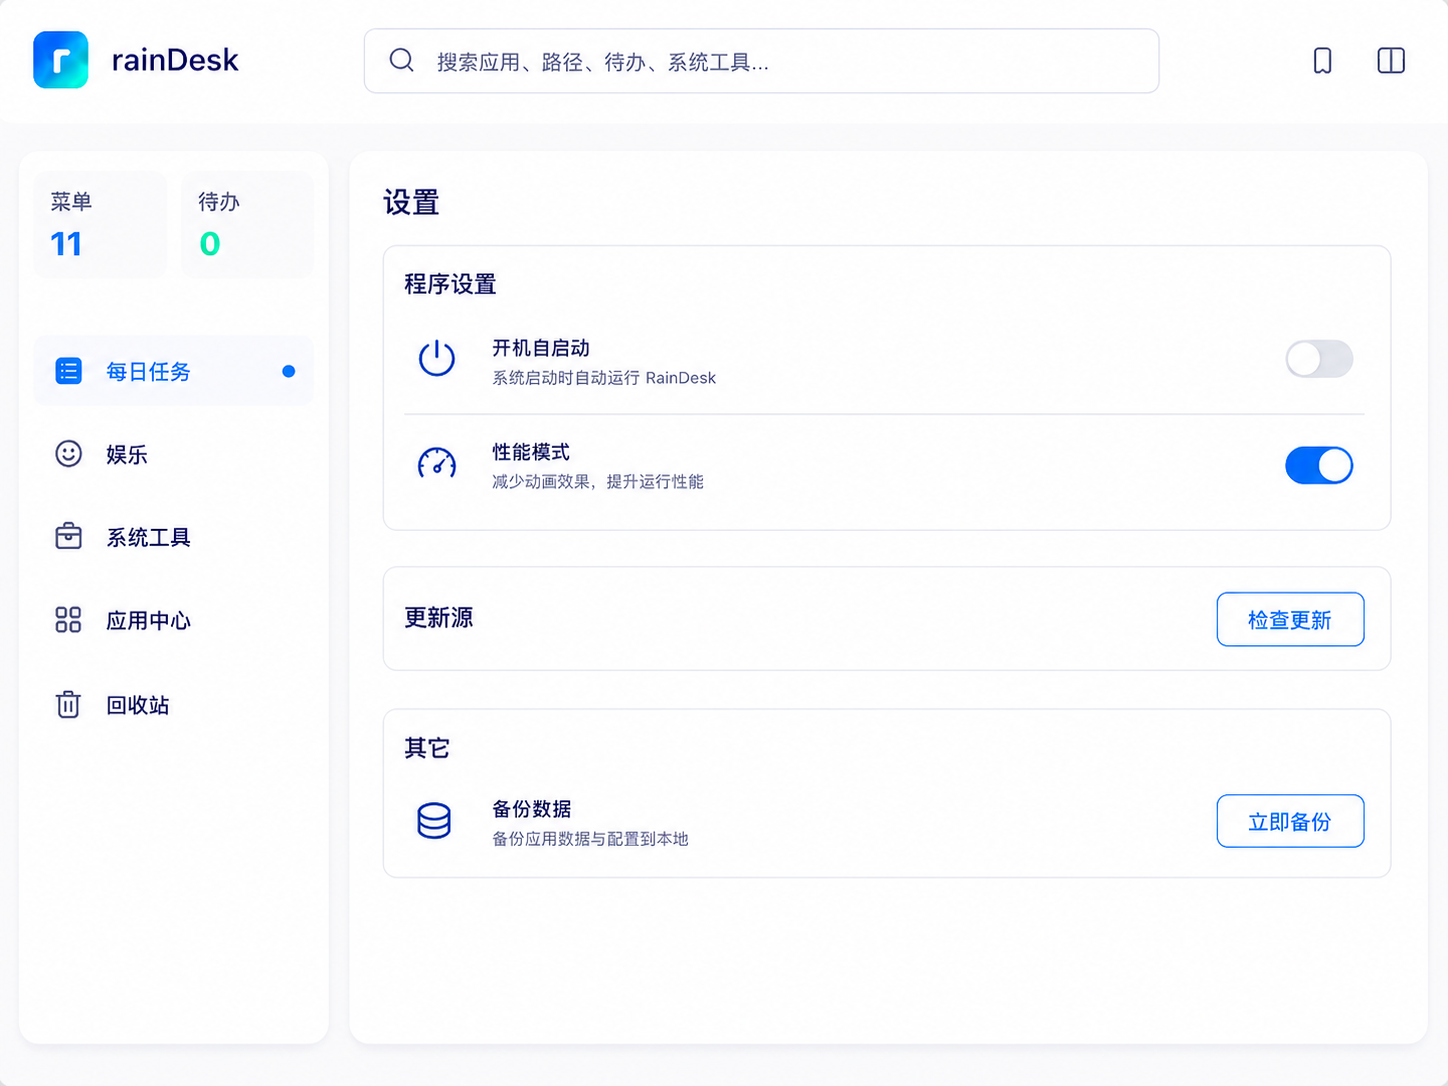 rainDesk
搜索应用、路径、待办、系统工具...
菜单
11
待办
0
每日任务
娱乐
系统工具
应用中心
回收站
设置
程序设置
开机自启动
系统启动时自动运行 RainDesk
性能模式
减少动画效果，提升运行性能
更新源
检查更新
其它
备份数据
备份应用数据与配置到本地
立即备份